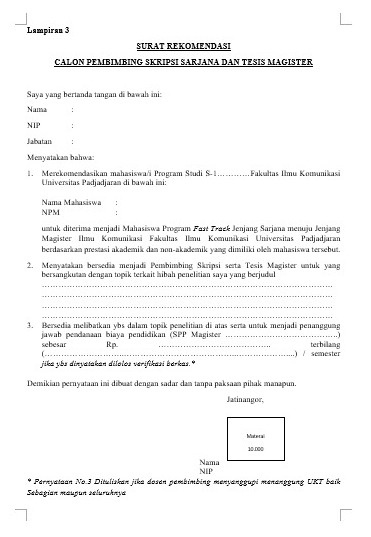 Lampiran 3
SURAT REKOMENDASI
CALON PEMBIMBING SKRIPSI SARJANA DAN TESIS MAGISTER
Saya yang bertanda tangan di bawah ini:
Nama :
NIP :
Jabatan :
Menyatakan bahwa:
1. Merekomendasikan mahasiswa/i Program Studi S-1…………Fakultas Ilmu Komunikasi
Universitas Padjadjaran di bawah ini:
Nama Mahasiswa :
NPM :
untuk diterima menjadi Mahasiswa Program Fast Track Jenjang Sarjana menuju Jenjang
Magister Ilmu Komunikasi Fakultas Ilmu Komunikasi Universitas Padjadjaran
berdasarkan prestasi akademik dan non-akademik yang dimiliki oleh mahasiswa tersebut.
2. Menyatakan bersedia menjadi Pembimbing Skripsi serta Tesis Magister untuk yang
bersangkutan dengan topik terkait hibah penelitian saya yang berjudul
……………………………………………………………………………………………
……………………………………………………………………………………………
……………………………………………………………………………………………
……………………………………………………………………………………………
3. Bersedia melibatkan ybs dalam topik penelitian di atas serta untuk menjadi penanggung
jawab pendanaan biaya pendidikan (SPP Magister …………………………………)
sebesar Rp. ………………………………….. terbilang
(…………………………………………………………………………...) / semester
jika ybs dinyatakan dilolos verifikasi berkas.*
Demikian pernyataan ini dibuat dengan sadar dan tanpa paksaan pihak manapun.
Jatinangor,
Materai
10.000
Nama
NIP
* Pernyataan No.3 Dituliskan jika dosen pembimbing menyanggupi menanggung UKT baik
Sebagian maupun seluruhnya